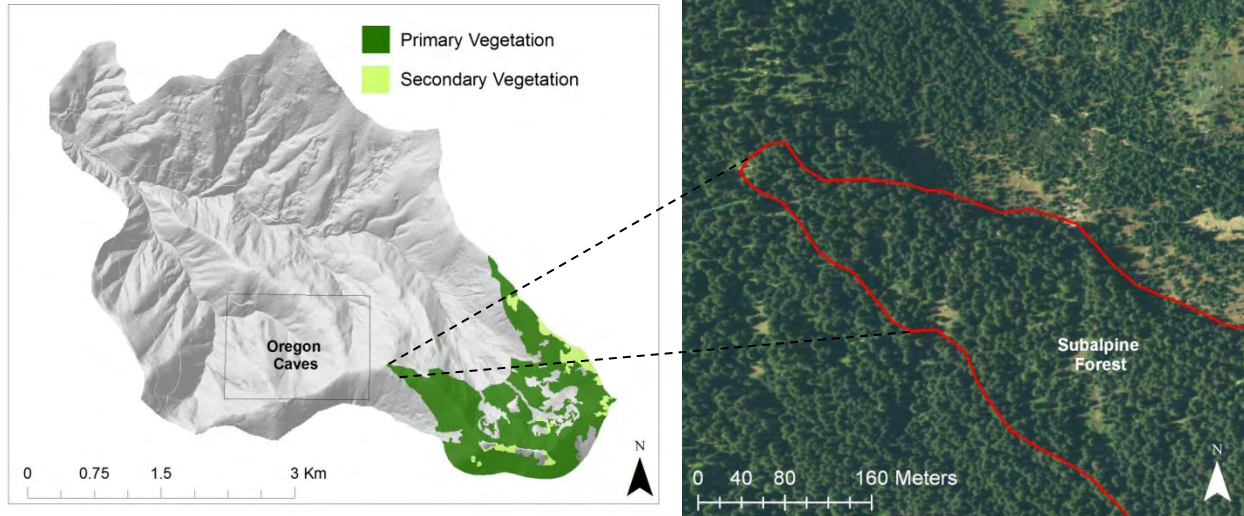 Primary Vegetation
Secondary Vegetation
Oregon
Caves
N
0 0.75 1.5 3 Km
Subalpine
Forest
0 40 80 160 Meters
N